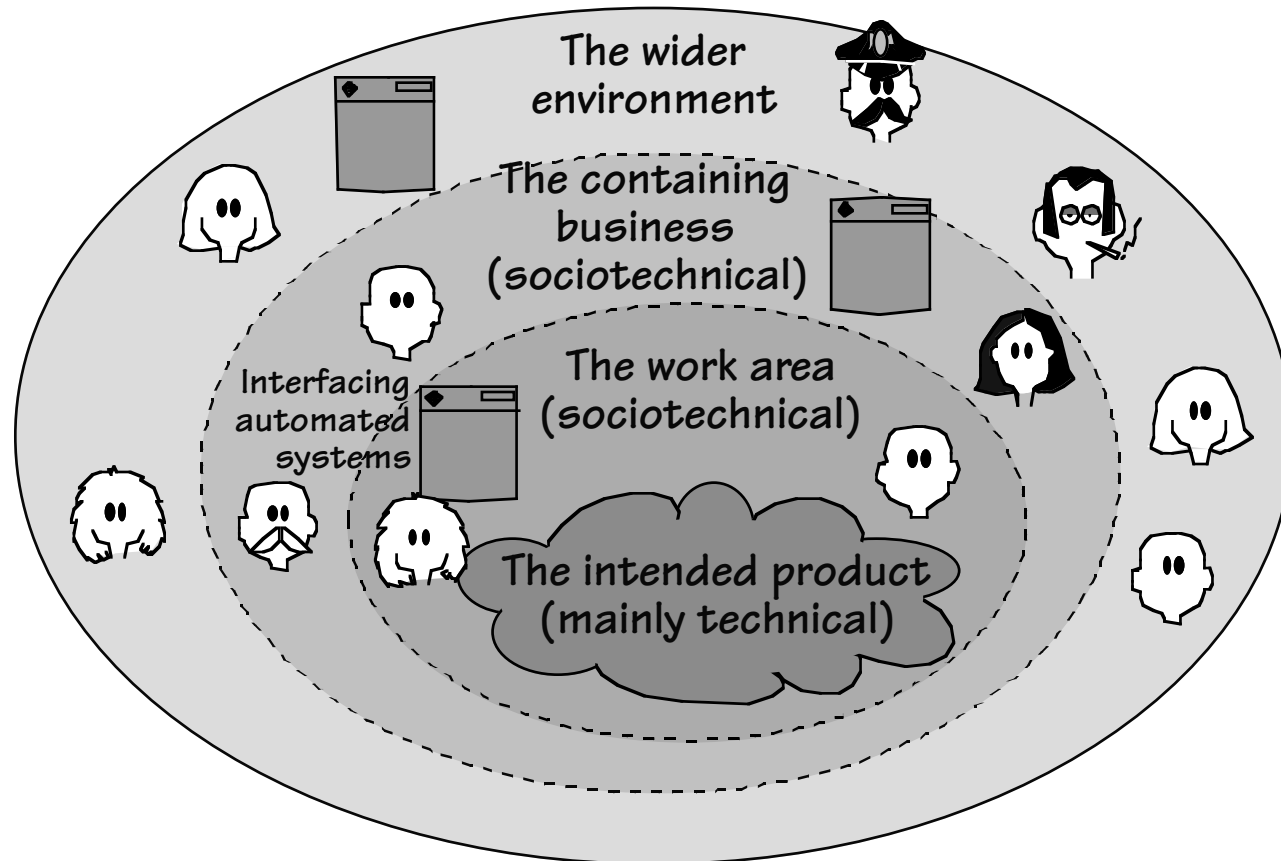 The wider
environment
The containing
business
(sociotechnical)
The work area
(sociotechnical)
Interfacing
automated
systems
The intended product
(mainly technical)